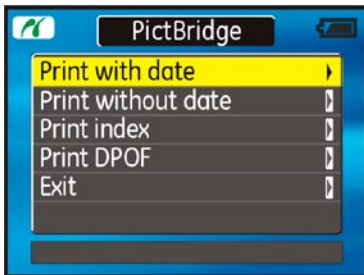 PictBridge
Print with date
Print without date
Print index
Print DPOF
Exit